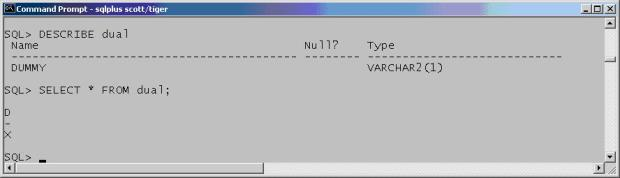 Command Prompt - sqlplus scott/tiger
SQL> DESCRIBE dual
Name Null? Type
----------------------------------------- -------- ----------------------------
DUMMY VARCHAR2(1)
SQL> SELECT * FROM dual;
D
-
X
SQL> _